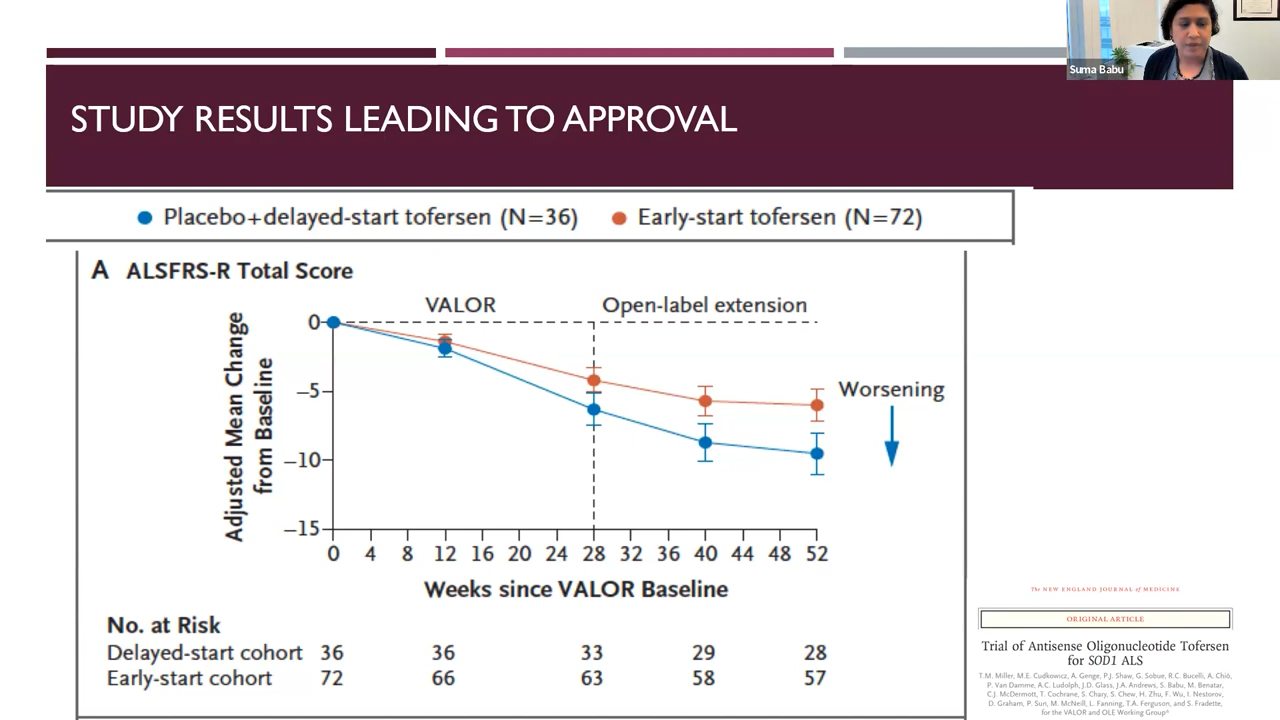 Suma Babu
STUDY RESULTS LEADING TO APPROVAL
Placebo+delayed-start tofersen (N=36) Early-start tofersen (N=72)
A ALSFRS-R Total Score
VALOR Open-label extension
Adjusted Mean Change
from Baseline
0
−5
−10
−15
Worsening
0 4 8 12 16 20 24 28 32 36 40 44 48 52
Weeks since VALOR Baseline
No. at Risk
Delayed-start cohort 36 36 33 29 28
Early-start cohort 72 66 63 58 57
The NEW ENGLAND JOURNAL of MEDICINE
ORIGINAL ARTICLE
Trial of Antisense Oligonucleotide Tofersen
for SOD1 ALS
T.M. Miller, M.E. Cudkowicz, A. Genge, P.J. Shaw, G. Sobue, R.C. Bucelli, A. Chiò,
P. Van Damme, A.C. Ludolph, J.D. Glass, J.A. Andrews, S. Babu, M. Benatar,
C.J. McDermott, T. Cochrane, S. Chary, S. Chew, H. Zhu, F. Wu, I. Nestorov,
D. Graham, P. Sun, M. McNeill, L. Fanning, T.A. Ferguson, and S. Fradette,
for the VALOR and OLE Working Group*